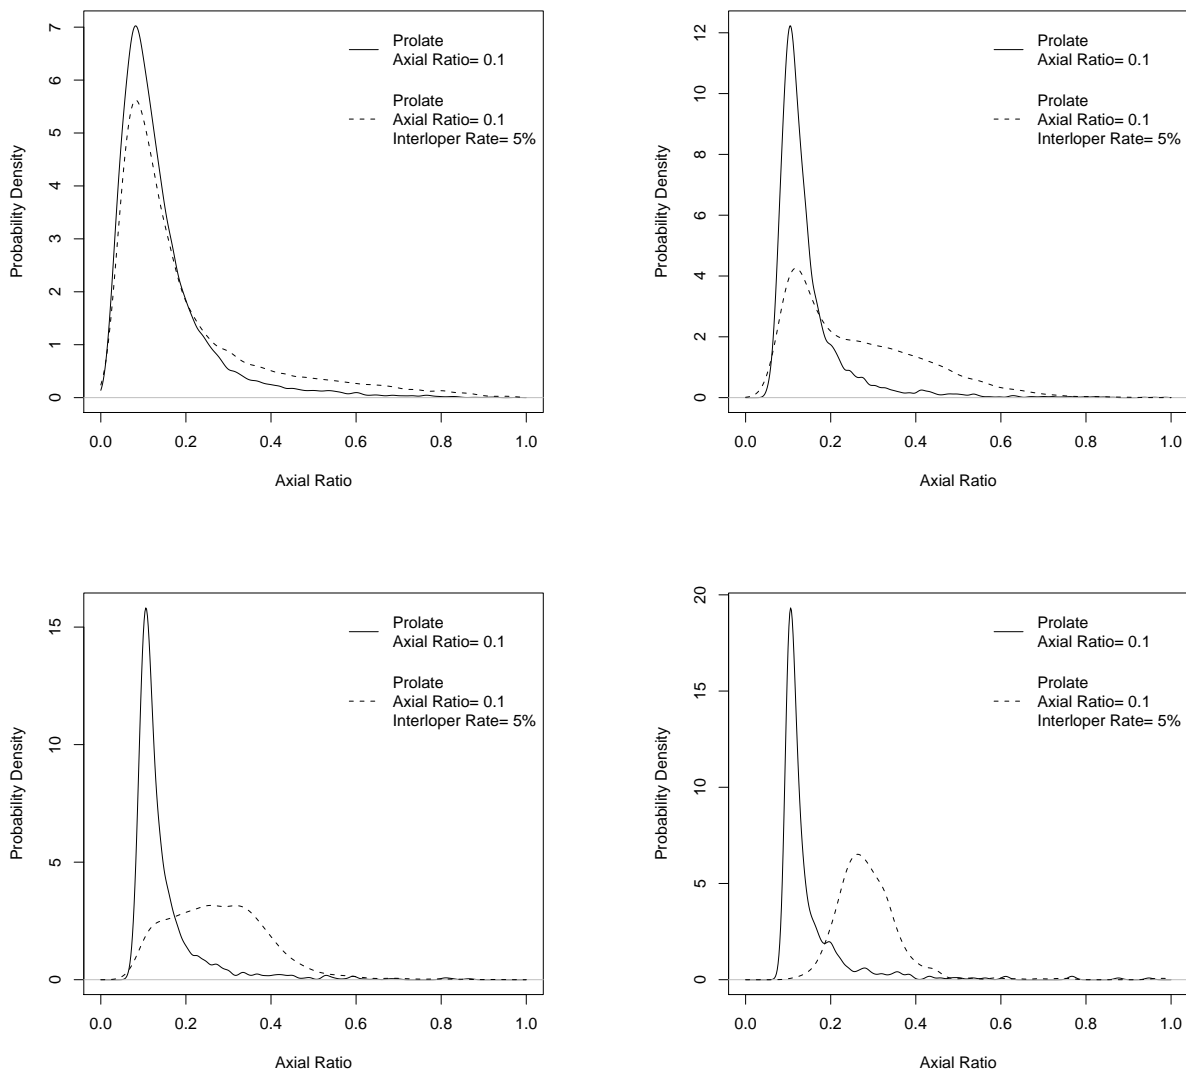 7
6
5
4
3
2
1
0
Probability Density
0.0 0.2 0.4 0.6 0.8 1.0
Axial Ratio
Prolate
Axial Ratio= 0.1
Prolate
Axial Ratio= 0.1
Interloper Rate= 5%
12
10
8
6
4
2
0
Probability Density
0.0 0.2 0.4 0.6 0.8 1.0
Axial Ratio
Prolate
Axial Ratio= 0.1
Prolate
Axial Ratio= 0.1
Interloper Rate= 5%
15
10
5
0
Probability Density
0.0 0.2 0.4 0.6 0.8 1.0
Axial Ratio
Prolate
Axial Ratio= 0.1
Prolate
Axial Ratio= 0.1
Interloper Rate= 5%
20
15
10
5
0
Probability Density
0.0 0.2 0.4 0.6 0.8 1.0
Axial Ratio
Prolate
Axial Ratio= 0.1
Prolate
Axial Ratio= 0.1
Interloper Rate= 5%